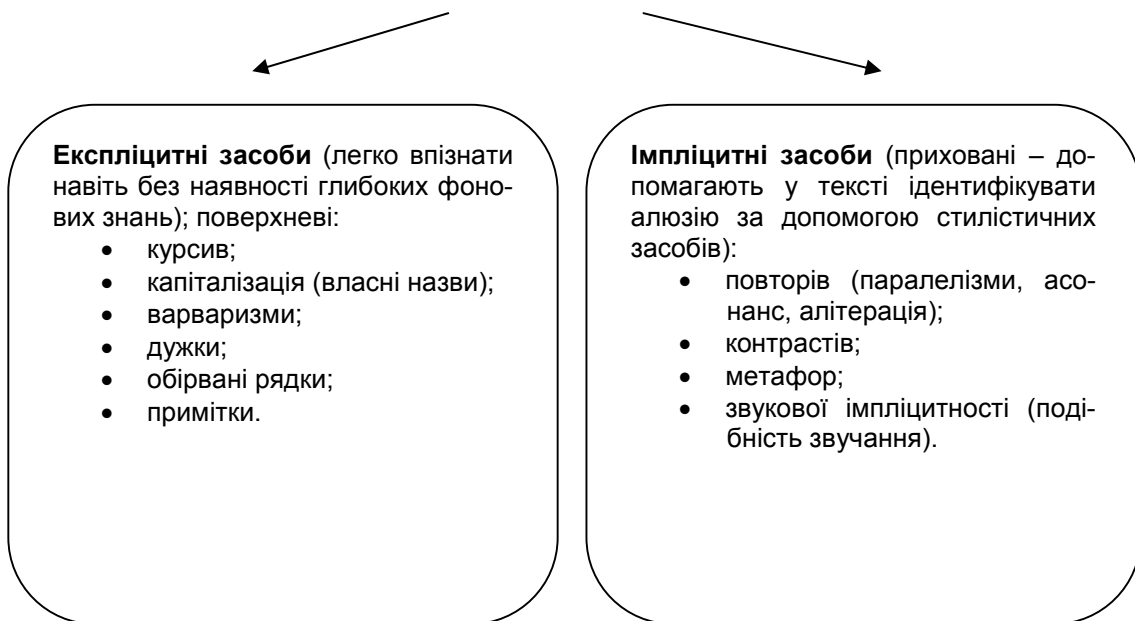 Експліцитні засоби (легко впізнати
навіть без наявності глибоких фоно-
вих знань); поверхневі:
• курсив;
• капіталізація (власні назви);
• варваризми;
• дужки;
• обірвані рядки;
• примітки.
Імпліцитні засоби (приховані – до-
помагають у тексті ідентифікувати
алюзію за допомогою стилістичних
засобів):
• повторів (паралелізми, асо-
нанс, алітерація);
• контрастів;
• метафор;
• звукової імпліцитності (поді-
бність звучання).